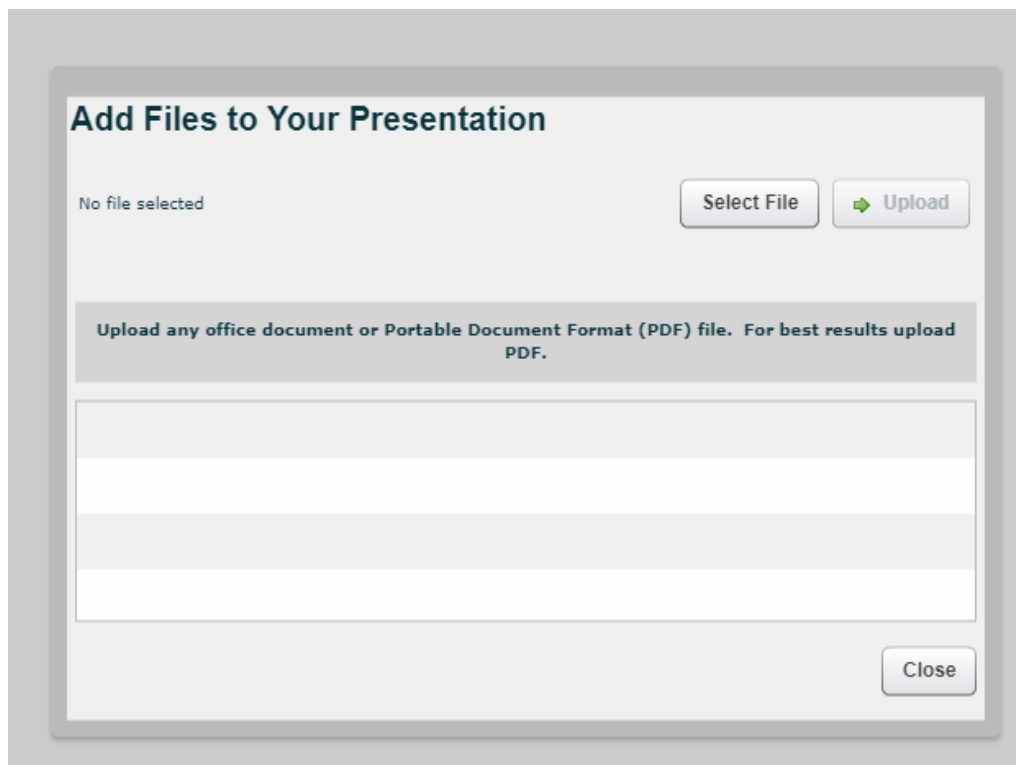 Add Files to Your Presentation
No file selected
Select File
Upload
Upload any office document or Portable Document Format (PDF) file.  For best results upload
PDF.
Close